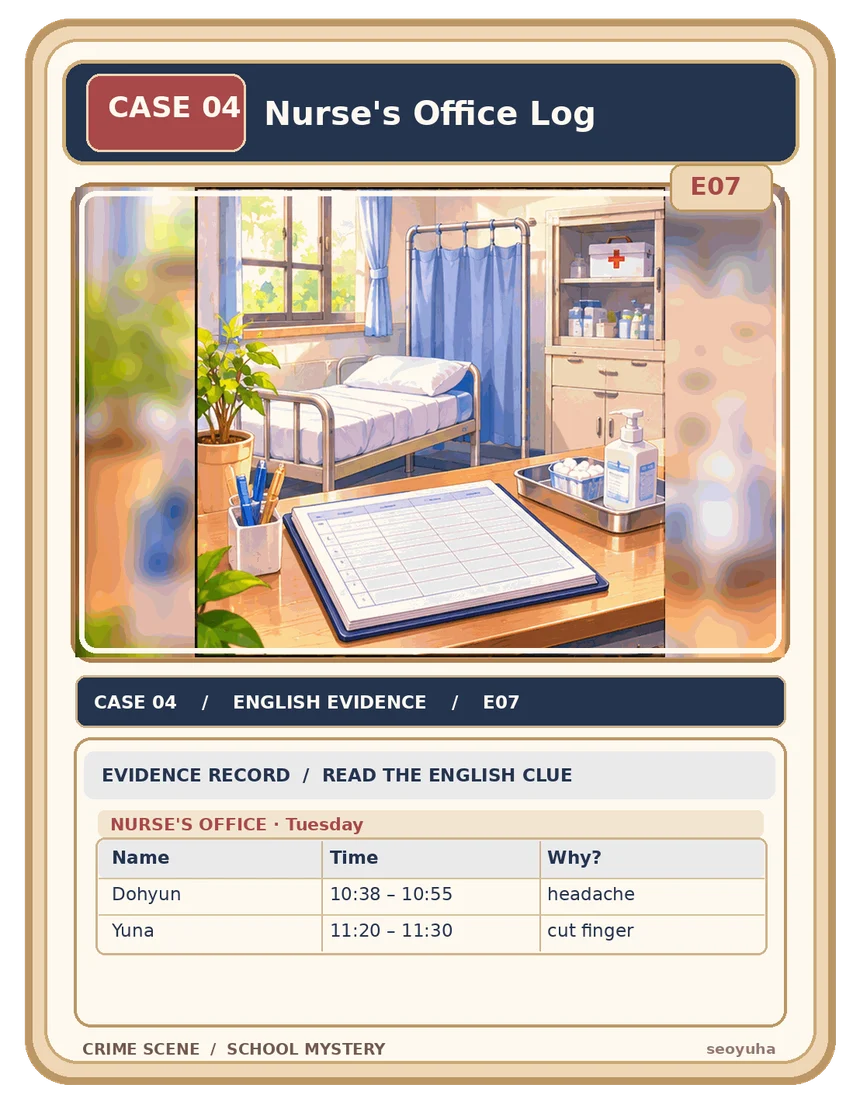 CASE 04 Nurse's Office Log
E07
CASE 04 / ENGLISH EVIDENCE / E07
EVIDENCE RECORD / READ THE ENGLISH CLUE
NURSE'S OFFICE · Tuesday
Name Time Why?
Dohyun 10:38 – 10:55 headache
Yuna 11:20 – 11:30 cut finger
CRIME SCENE / SCHOOL MYSTERY seoyuha